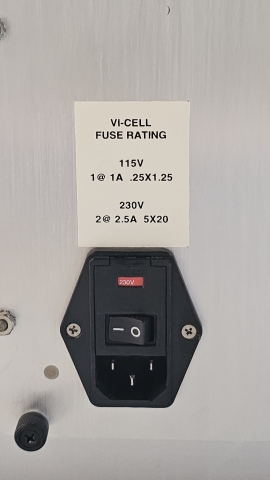 VI-CELL
FUSE RATING
115V
1@ 1A .25X1.25
230V
2@ 2.5A 5X20
230V
— O